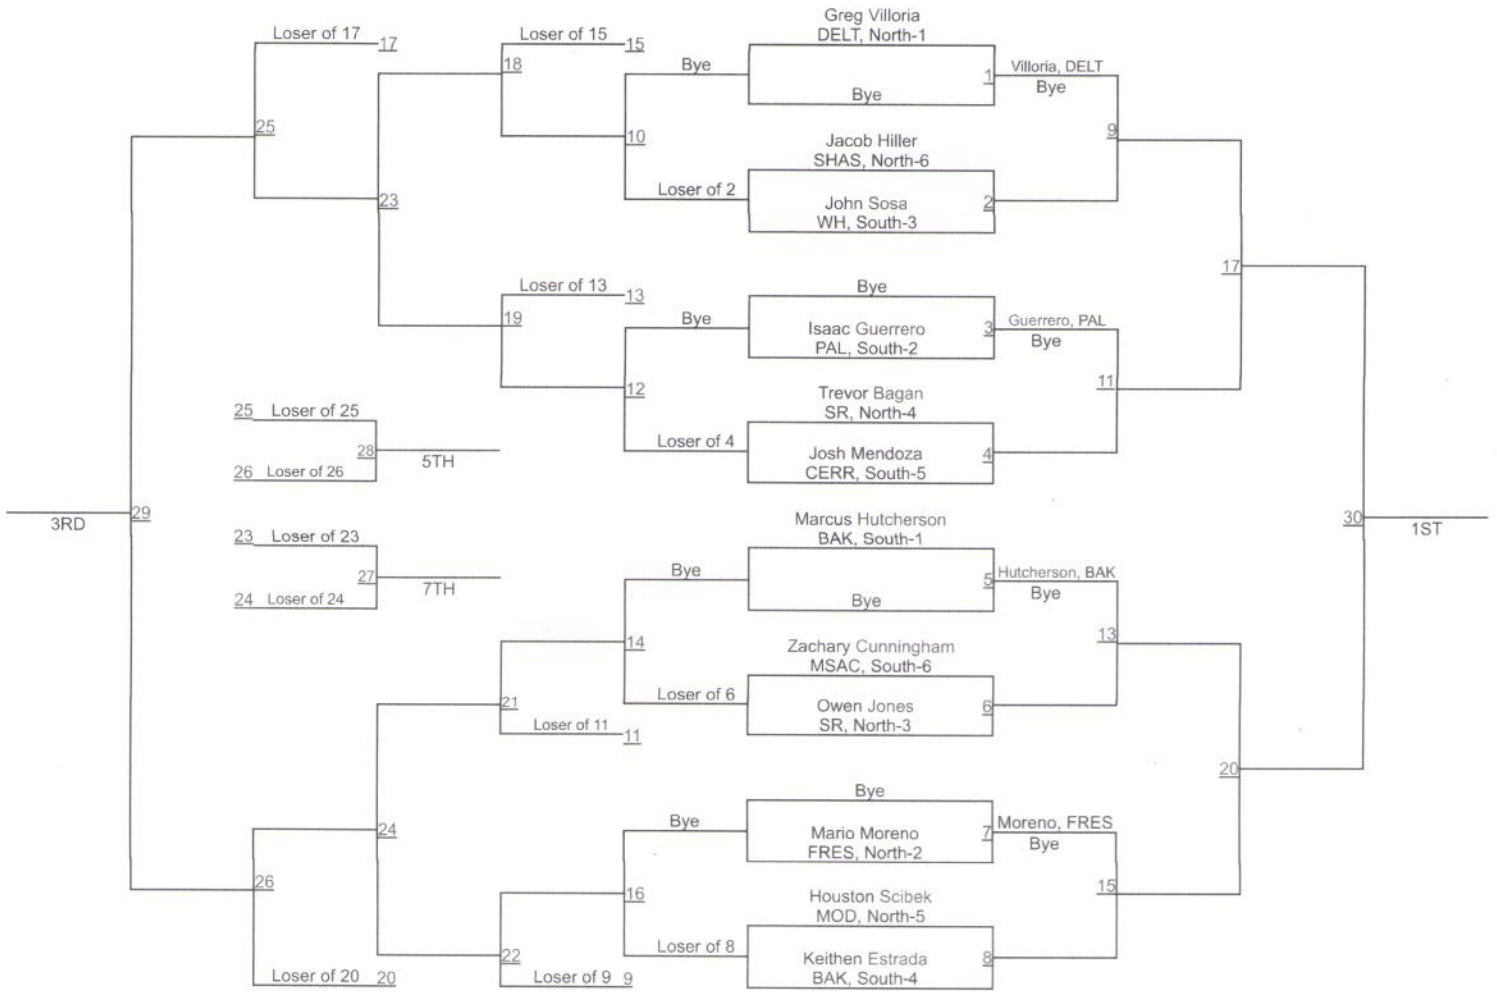 Greg Villoria
DELT, North-1
Loser of 17
17
Loser of 15
15
18
Bye
1
Villoria, DELT
Bye
Bye
25
10
9
Jacob Hiller
SHAS, North-6
Loser of 2
23
John Sosa
WH, South-3
2
17
Loser of 13
13
Bye
19
Bye
Isaac Guerrero
PAL, South-2
3
Guerrero, PAL
Bye
12
11
Trevor Bagan
SR, North-4
25
Loser of 25
28
5TH
26
Loser of 26
Loser of 4
Josh Mendoza
CERR, South-5
4
3RD
29
Marcus Hutcherson
BAK, South-1
30
1ST
23
Loser of 23
27
7TH
24
Loser of 24
Bye
5
Hutcherson, BAK
Bye
Bye
14
13
Zachary Cunningham
MSAC, South-6
21
Loser of 6
Owen Jones
SR, North-3
6
Loser of 11
11
20
Bye
24
Bye
Mario Moreno
FRES, North-2
7
Moreno, FRES
Bye
26
16
15
Houston Scibek
MOD, North-5
22
Loser of 8
Keithen Estrada
BAK, South-4
8
Loser of 20
20
Loser of 9
9